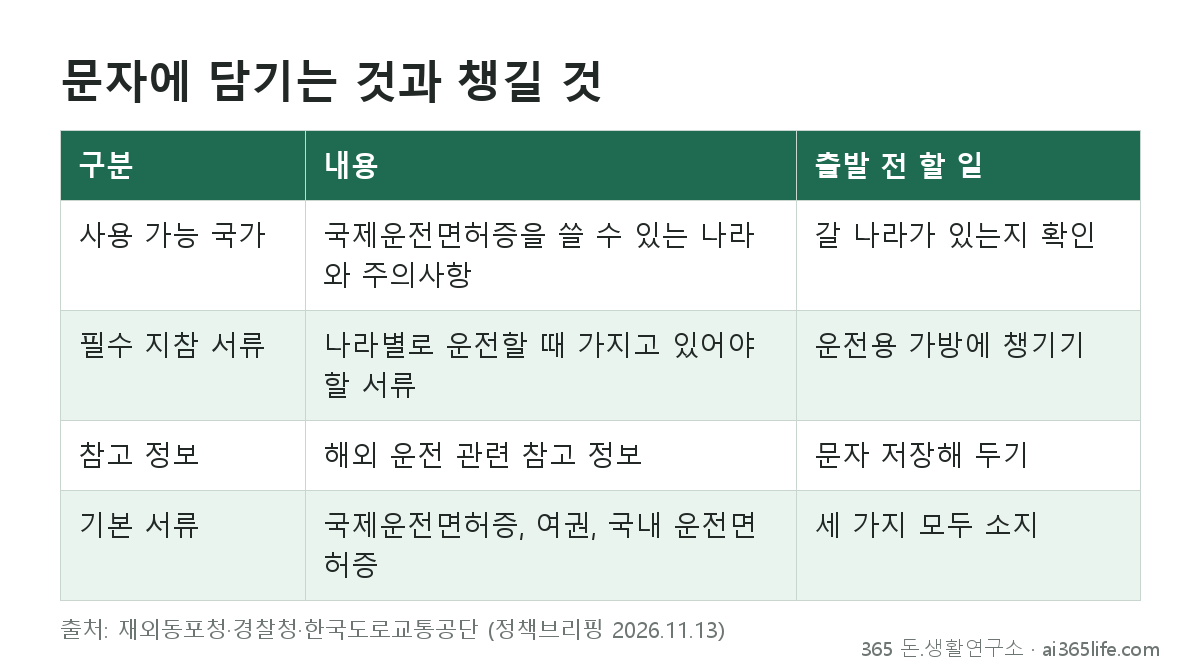 문자에 담기는 것과 챙길 것
구분 내용 출발 전 할 일
사용 가능 국가 국제운전면허증을 쓸 수 있는 나라 갈 나라가 있는지 확인
와 주의사항
필수 지참 서류 나라별로 운전할 때 가지고 있어야 운전용 가방에 챙기기
할 서류
참고 정보 해외 운전 관련 참고 정보 문자 저장해 두기
기본 서류 국제운전면허증, 여권, 국내 운전면 세 가지 모두 소지
허증
출처: 재외동포청·경찰청·한국도로교통공단 (정책브리핑 2026.11.13)
365 돈.생활연구소 · ai365life.com